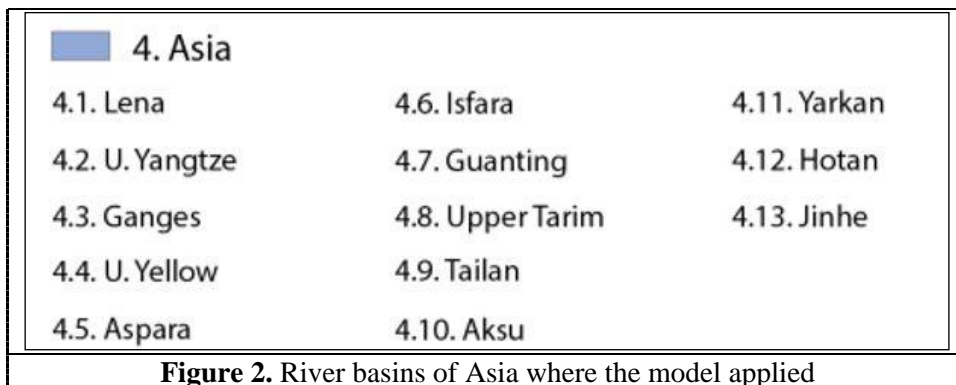 4. Asia
4.1. Lena
4.2. U. Yangtze
4.3. Ganges
4.4. U. Yellow
4.5. Aspara
4.6. Isfara
4.7. Guanting
4.8. Upper Tarim
4.9. Tailan
4.10. Aksu
4.11. Yarkan
4.12. Hotan
4.13. Jinhe
Figure 2. River basins of Asia where the model applied